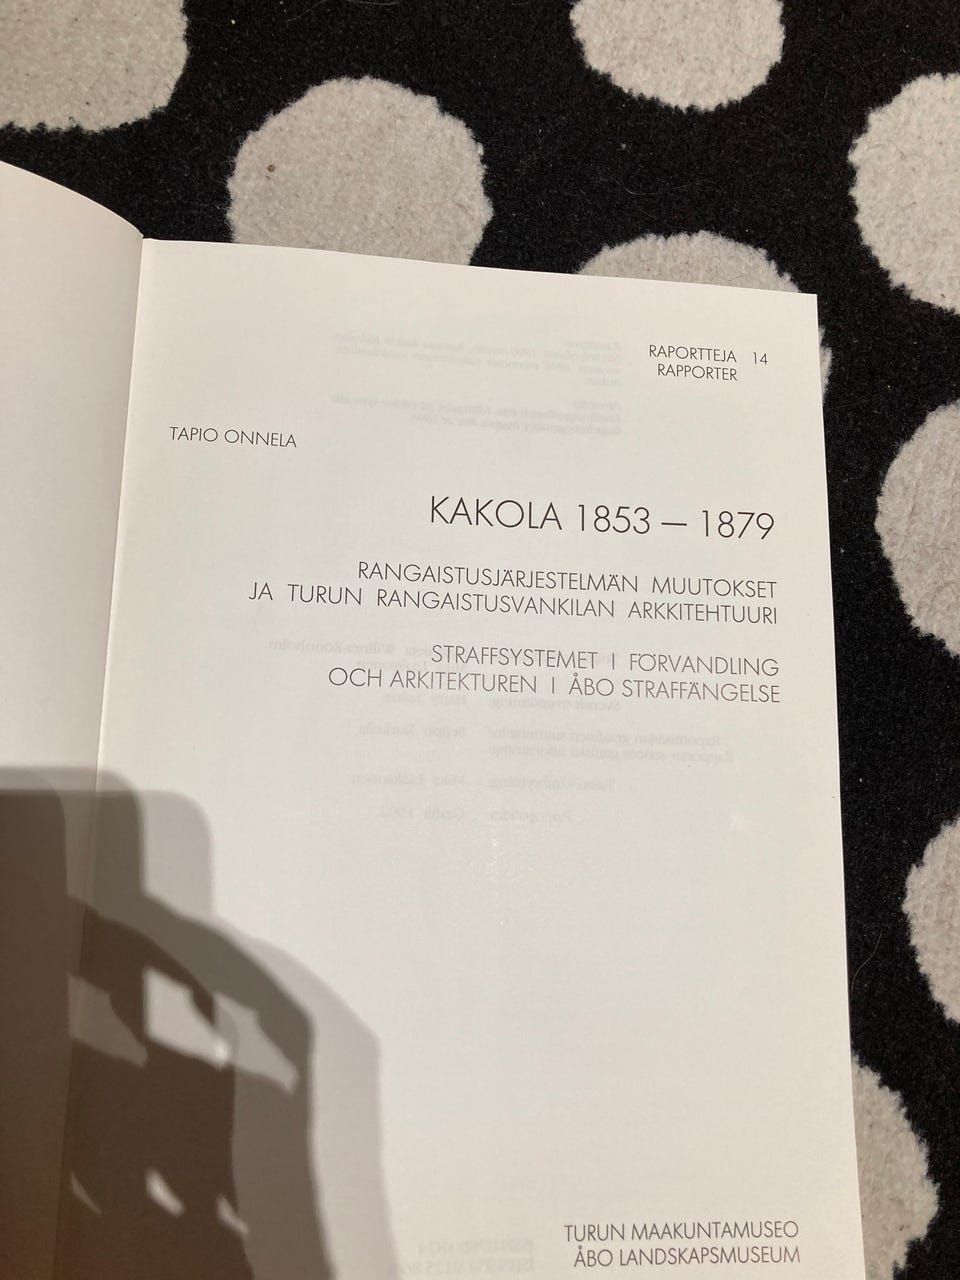 RAPORTTEJA 14
RAPPORTER
TAPIO ONNELA
KAKOLA 1853 — 1879
RANGAISTUSJÄRJESTELMÄN MUUTOKSET
JA TURUN RANGAISTUSVANKILAN ARKKITEHTUURI
STRAFFSYSTEMET I FÖRVANDLING
OCH ARKITEKTUREN I ÅBO STRAFFÄNGELSE
TURUN MAAKUNTAMUSEO
ÅBO LANDSKAPSMUSEUM